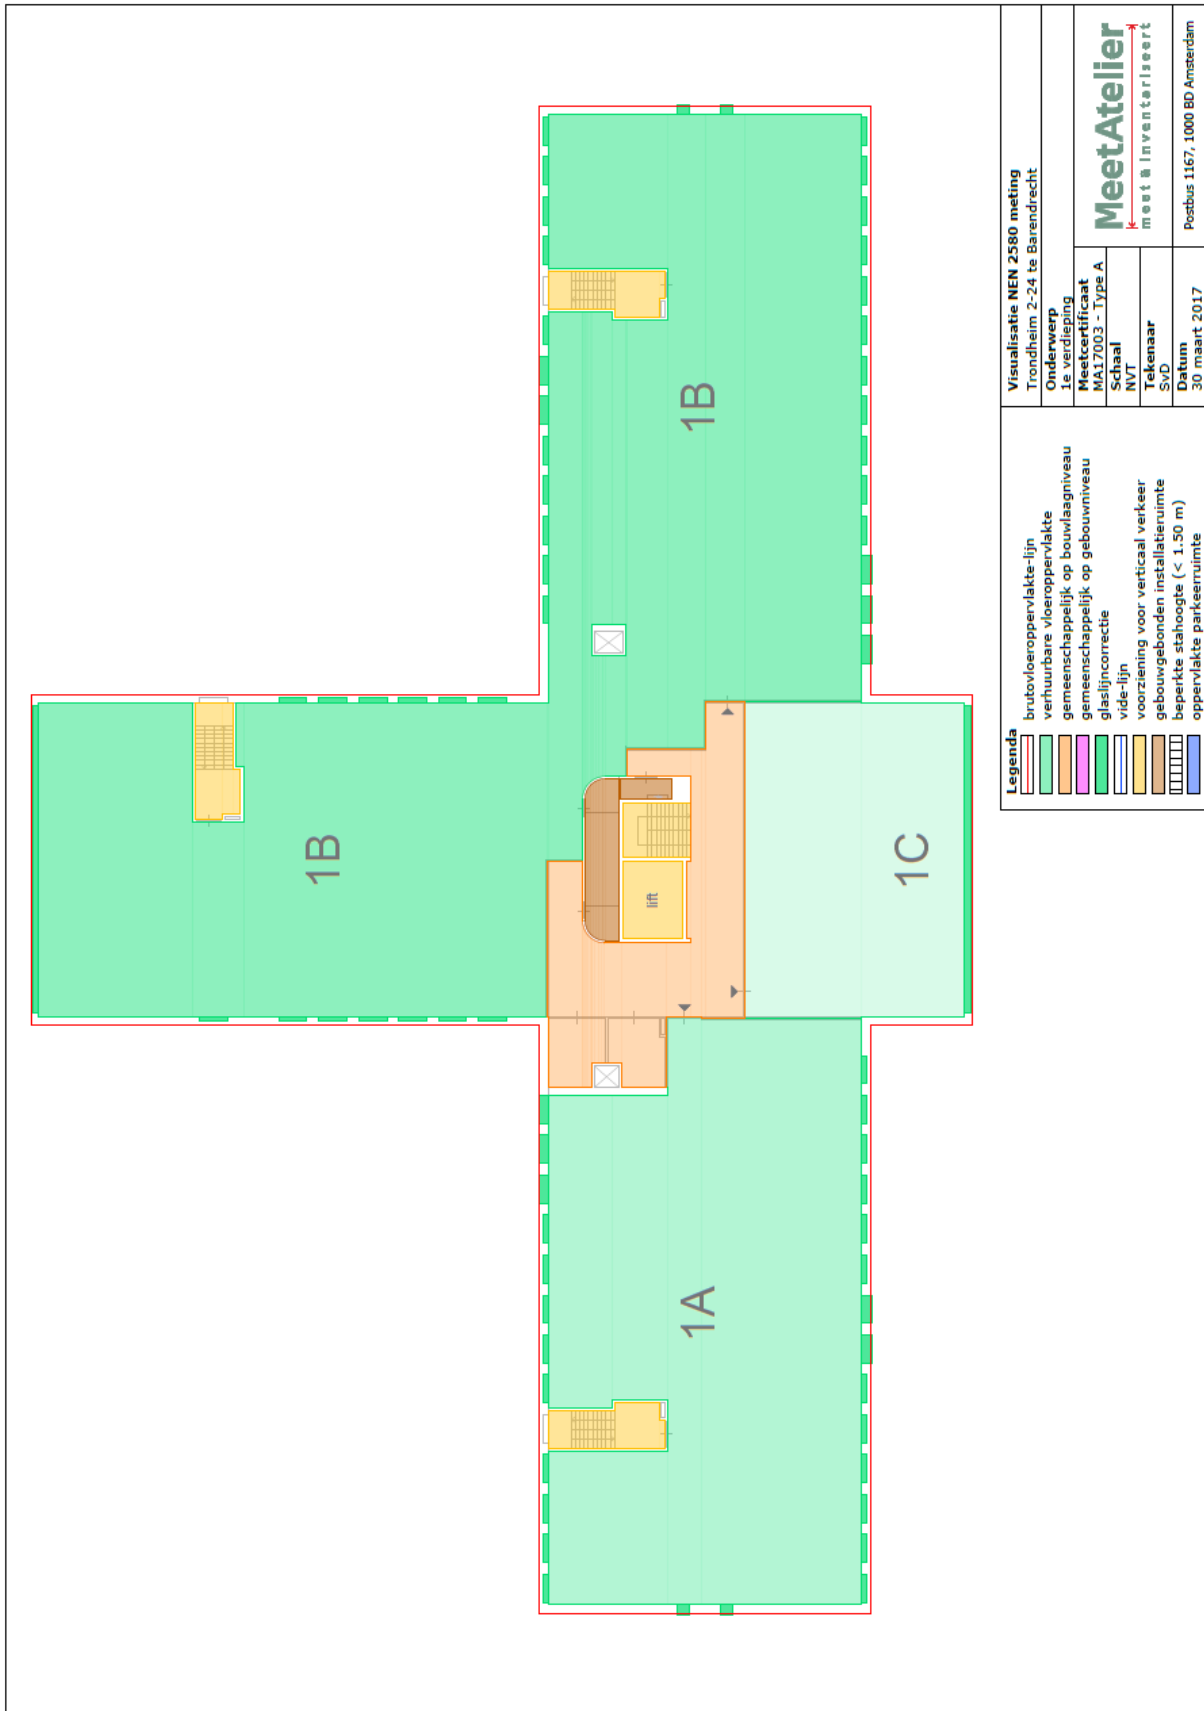 1B
1B
lift
1C
1A
Legenda
brutovloeroppervlakte-lijn
verhuurbare vloeroppervlakte
gemeenschappelijk op bouwlaagniveau
gemeenschappelijk op gebouwniveau
glaslijncorrectie
vide-lijn
voorziening voor verticaal verkeer
gebouwgebonden installatieruimte
beperkte stahoogte (< 1.50 m)
oppervlakte parkeerruimte
Visualisatie NEN 2580 meting
Trondheim 2-24 te Barendrecht
Onderwerp
1e verdieping
Meetcertificaat
MA17003 - Type A
Schaal
NVT
Tekenaar
SvD
Datum
30 maart 2017
MeetAtelier
meet & inventariseert
Postbus 1167, 1000 BD Amsterdam